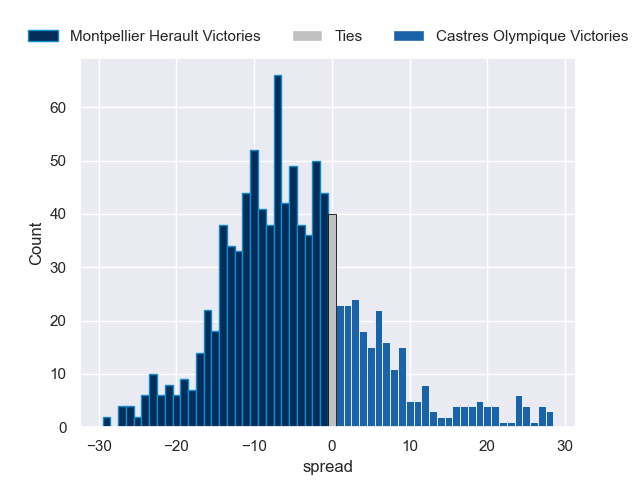 Montpellier Herault Victories Ties Castres Olympique Victories
60
50
40
30
20
10
0
Count
−30 −20 −10 0 10 20 30
spread